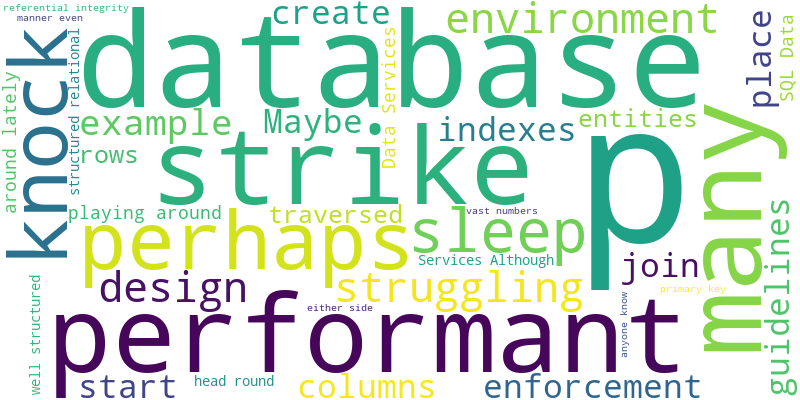 referential integrity
manner even
create
environment
place
SQL Data
knock
structured relational
database
Data Services
around lately
example
Maybe
indexes
entities
many
rows
strike
p
playing around
traversed
vast numbers
perhaps
sleep
Services Although
join
guidelines
well structured
design
struggling
primary key
either side
anyone know
performant
start
head round
columns
enforcement